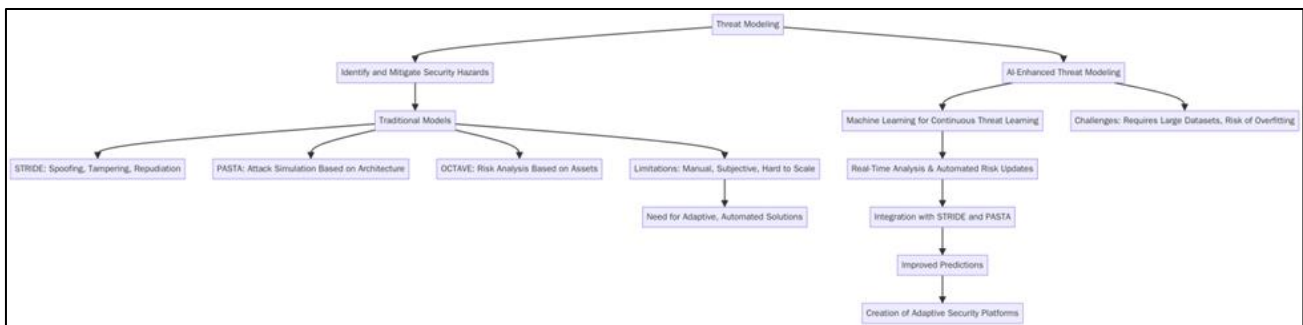 Threat Modeling
Identify and Mitigate Security Hazards
AI-Enhanced Threat Modeling
Traditional Models
Machine Learning for Continuous Threat Learning
Challenges: Requires Large Datasets, Risk of Overfitting
STRIDE: Spoofing, Tampering, Repudiation
PASTA: Attack Simulation Based on Architecture
OCTAVE: Risk Analysis Based on Assets
Limitations: Manual, Subjective, Hard to Scale
Real-Time Analysis & Automated Risk Updates
Need for Adaptive, Automated Solutions
Integration with STRIDE and PASTA
Improved Predictions
Creation of Adaptive Security Platforms